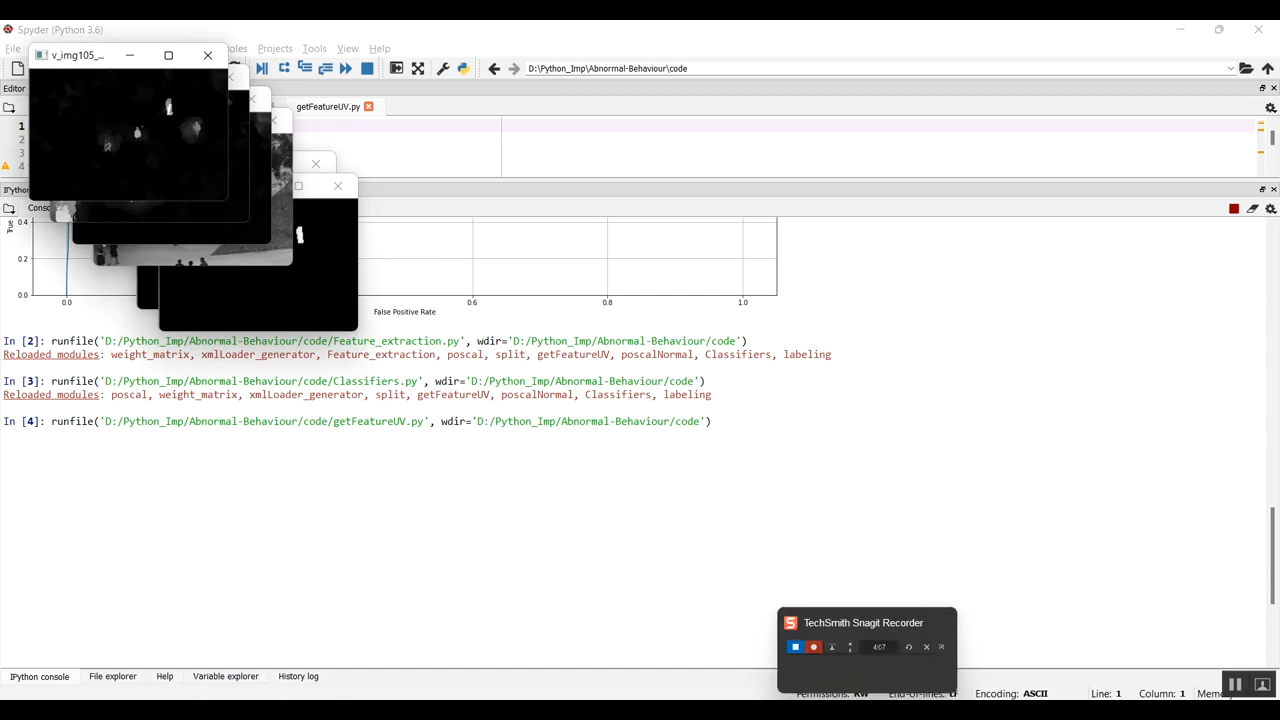 Spyder (Python 3.6)
File
Projects Tools View Help
v_img105_...
D:\Python_Imp\Abnormal-Behaviour\code
Editor
getFeatureUV.py
1
2
3
4
0.4
0.2
0.0
True
0.0 0.6 0.8 1.0
False Positive Rate
In [2]: runfile('D:/Python_Imp/Abnormal-Behaviour/code/Feature_extraction.py', wdir='D:/Python_Imp/Abnormal-Behaviour/code')
Reloaded modules: weight_matrix, xmlLoader_generator, Feature_extraction, poscal, split, getFeatureUV, poscalNormal, Classifiers, labeling
In [3]: runfile('D:/Python_Imp/Abnormal-Behaviour/code/Classifiers.py', wdir='D:/Python_Imp/Abnormal-Behaviour/code')
Reloaded modules: poscal, weight_matrix, xmlLoader_generator, split, getFeatureUV, poscalNormal, Classifiers, labeling
In [4]: runfile('D:/Python_Imp/Abnormal-Behaviour/code/getFeatureUV.py', wdir='D:/Python_Imp/Abnormal-Behaviour/code')
TechSmith Snagit Recorder
4:07
IPython console File explorer Help Variable explorer History log
Permissions: RW End-of-lines: LF Encoding: ASCII Line: 1 Column: 1